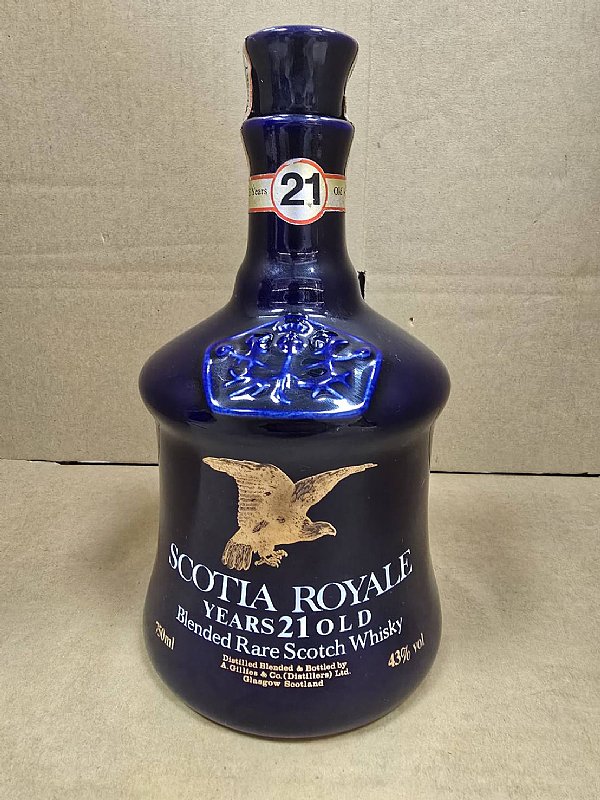 Years 21 Old
SCOTIA ROYALE
YEARS 21 OLD
Blended Rare Scotch Whisky
750ml 43% vol
Distilled Blended & Bottled by
A. Gillies & Co. (Distillers) Ltd.
Glasgow Scotland